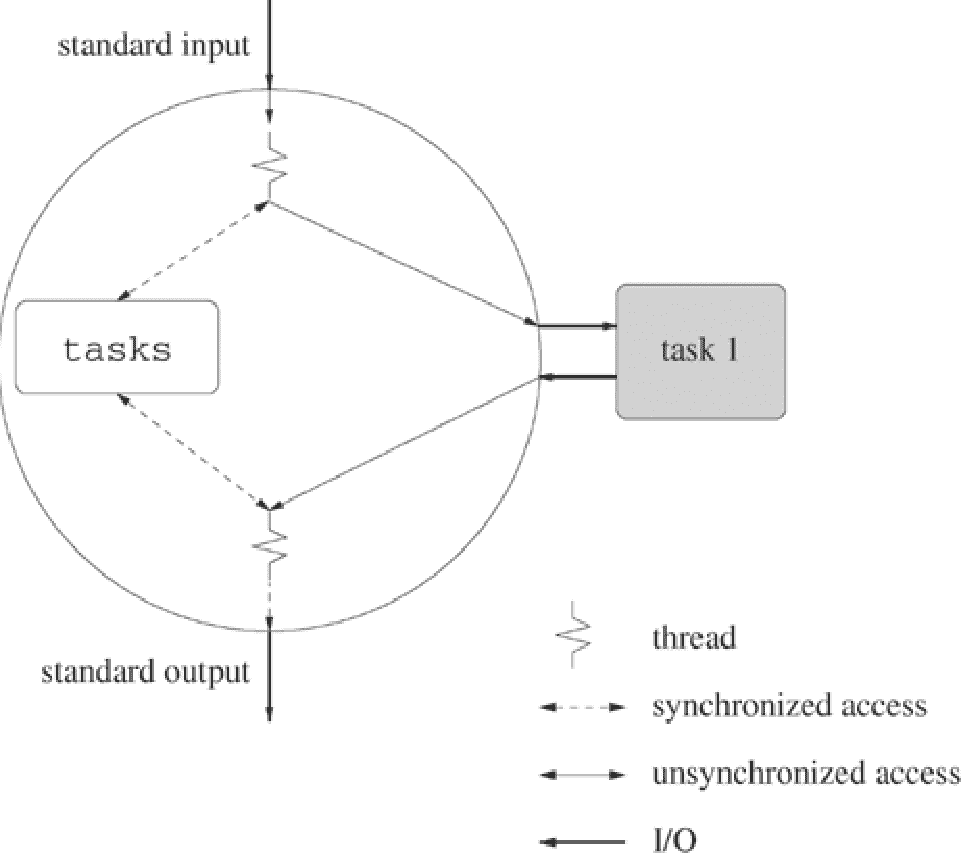 standard input
tasks
task 1
standard output
thread
synchronized access
unsynchronized access
I/O